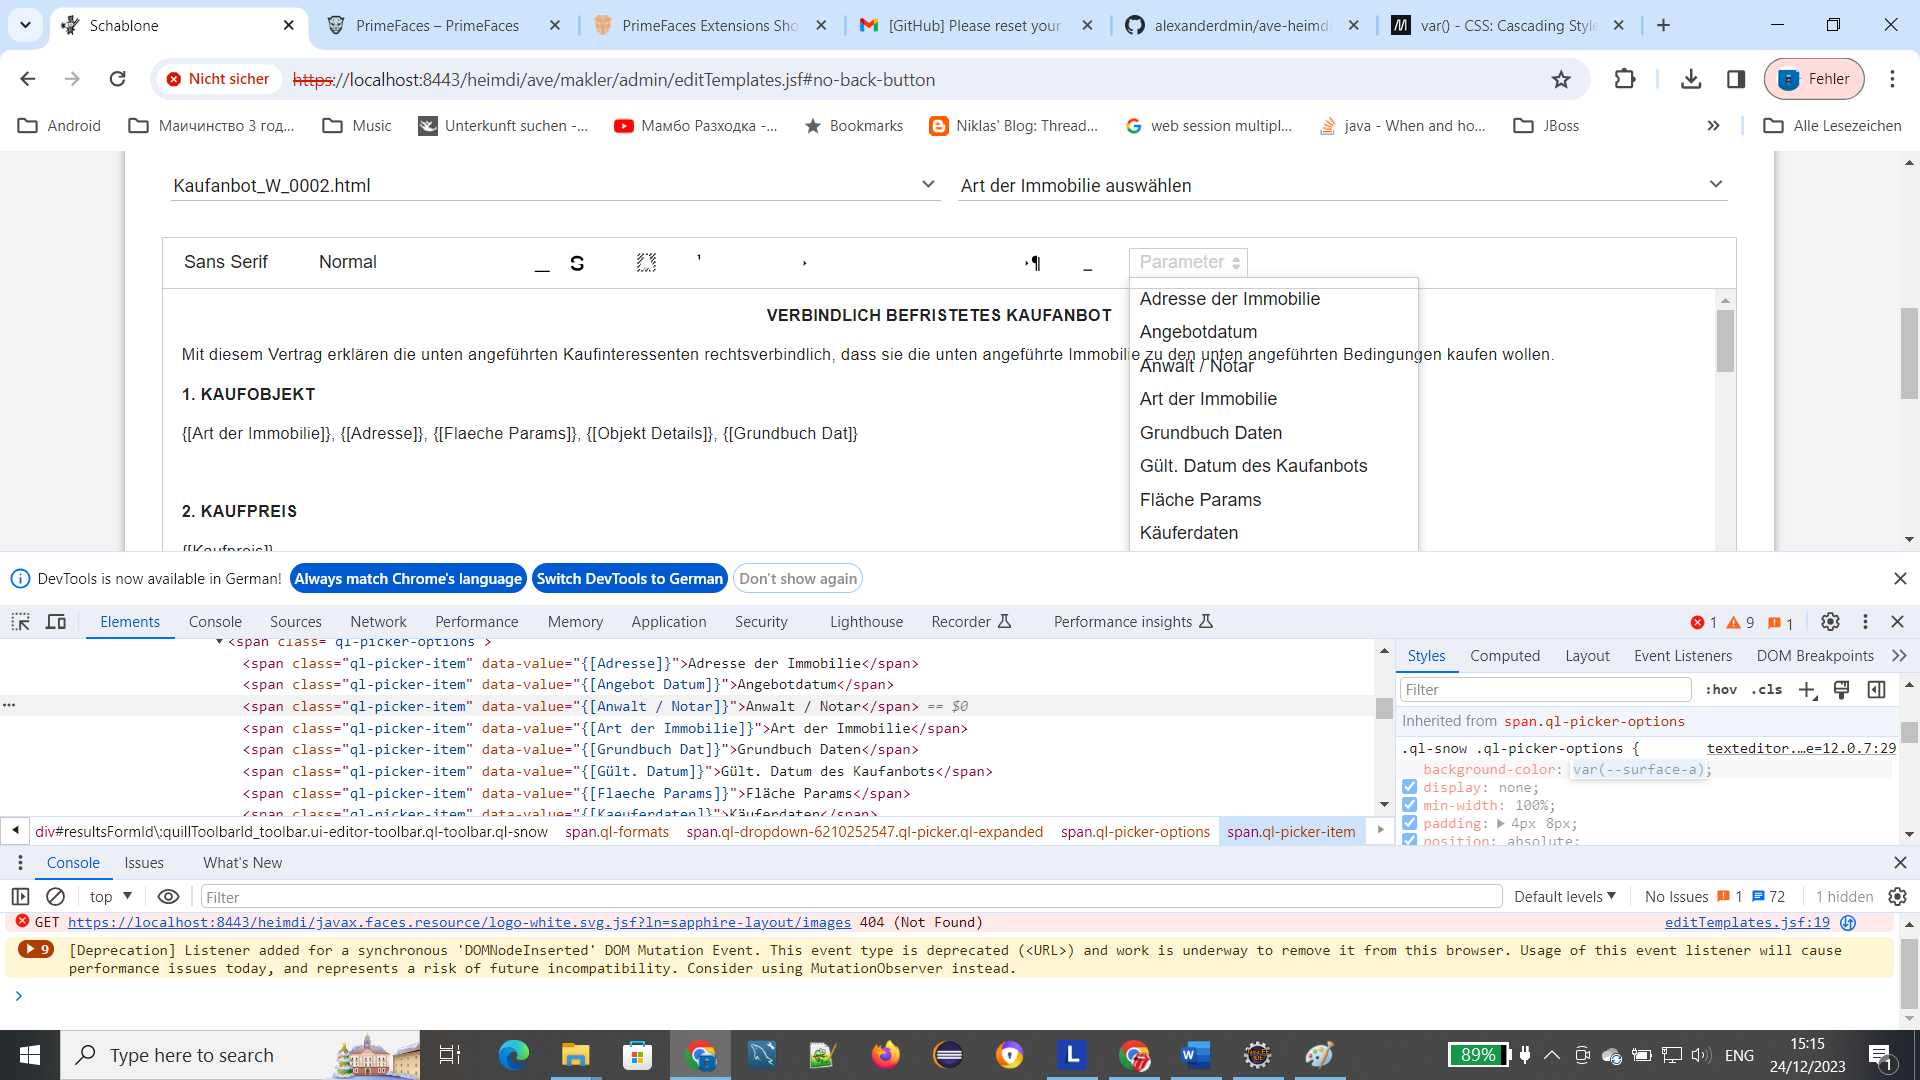 Schablone
PrimeFaces – PrimeFaces
PrimeFaces Extensions Sho
[GitHub] Please reset your
alexanderdmin/ave-heimdi
var() - CSS: Cascading Style
Nicht sicher
https://localhost:8443/heimdi/ave/makler/admin/editTemplates.jsf#no-back-button
Fehler
Android
Маичинство 3 год...
Music
Unterkunft suchen -...
Мамбо Разходка -...
Bookmarks
Niklas' Blog: Thread...
web session multipl...
java - When and ho...
JBoss
Alle Lesezeichen
Kaufanbot_W_0002.html
Art der Immobilie auswählen
Sans Serif
Normal
Parameter
Adresse der Immobilie
Angebotdatum
Anwalt / Notar
Art der Immobilie
Grundbuch Daten
Gült. Datum des Kaufanbots
Fläche Params
Käuferdaten
VERBINDLICH BEFRISTETES KAUFANBOT
Mit diesem Vertrag erklären die unten angeführten Kaufinteressenten rechtsverbindlich, dass sie die unten angeführte Immobilie zu den unten angeführten Bedingungen kaufen wollen.
1. KAUFOBJEKT
{[Art der Immobilie]}, {[Adresse]}, {[Flaeche Params]}, {[Objekt Details]}, {[Grundbuch Dat]}
2. KAUFPREIS
{[Kaufpreis]}
DevTools is now available in German!
Always match Chrome's language
Switch DevTools to German
Don't show again
Elements
Console
Sources
Network
Performance
Memory
Application
Security
Lighthouse
Recorder
Performance insights
1
9
1
<span class="ql-picker-options">
<span class="ql-picker-item" data-value="{[Adresse]}">Adresse der Immobilie</span>
<span class="ql-picker-item" data-value="{[Angebot Datum]}">Angebotdatum</span>
<span class="ql-picker-item" data-value="{[Anwalt / Notar]}">Anwalt / Notar</span> == $0
<span class="ql-picker-item" data-value="{[Art der Immobilie]}">Art der Immobilie</span>
<span class="ql-picker-item" data-value="{[Grundbuch Dat]}">Grundbuch Daten</span>
<span class="ql-picker-item" data-value="{[Gült. Datum]}">Gült. Datum des Kaufanbots</span>
<span class="ql-picker-item" data-value="{[Flaeche Params]}">Fläche Params</span>
<span class="ql-picker-item" data-value="{[Kaeuferdaten]}">Käuferdaten</span>
div#resultsFormId\:quillToolbarId_toolbar.ui-editor-toolbar.ql-toolbar.ql-snow
span.ql-formats
span.ql-dropdown-6210252547.ql-picker.ql-expanded
span.ql-picker-options
span.ql-picker-item
Styles
Computed
Layout
Event Listeners
DOM Breakpoints
Filter
:hov
.cls
Inherited from span.ql-picker-options
.ql-snow .ql-picker-options {
texteditor.…e=12.0.7:29
background-color: var(--surface-a);
display: none;
min-width: 100%;
padding: 4px 8px;
position: absolute;
Console
Issues
What's New
top
Filter
Default levels
No Issues
1
72
1 hidden
GET https://localhost:8443/heimdi/javax.faces.resource/logo-white.svg.jsf?ln=sapphire-layout/images 404 (Not Found)
editTemplates.jsf:19
9
[Deprecation] Listener added for a synchronous 'DOMNodeInserted' DOM Mutation Event. This event type is deprecated (<URL>) and work is underway to remove it from this browser. Usage of this event listener will cause
performance issues today, and represents a risk of future incompatibility. Consider using MutationObserver instead.
Type here to search
89%
ENG
15:15
24/12/2023
1